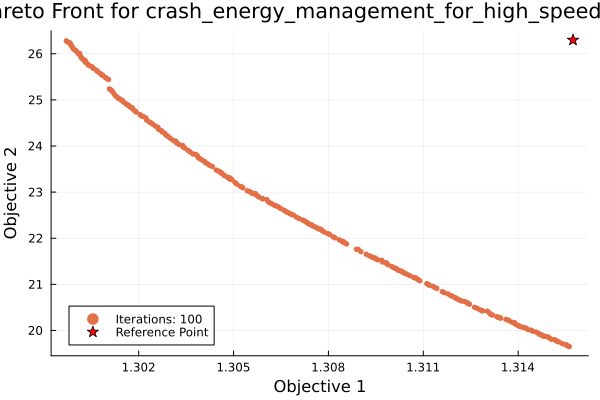 reto Front for crash_energy_management_for_high_speed
26
25
24
23
22
21
20
Objective 2
Iterations: 100
Reference Point
1.302
1.305
1.308
1.311
1.314
Objective 1